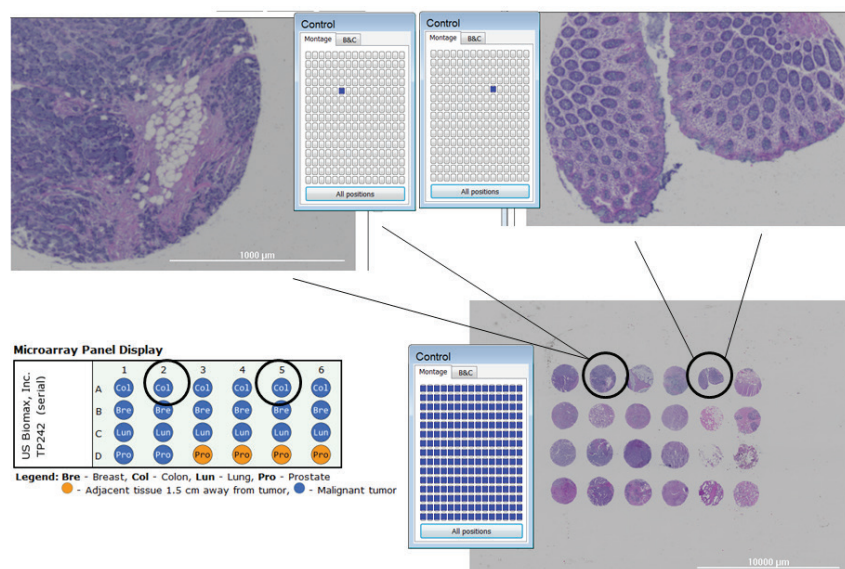 Control
Montage B&C
All positions
Control
Montage B&C
All positions
1000 µm
Microarray Panel Display
US Biomax, Inc.
TP242 (serial)
1 2 3 4 5 6
A Col Col Col Col Col Col
B Bre Bre Bre Bre Bre Bre
C Lun Lun Lun Lun Lun Lun
D Pro Pro Pro Pro Pro Pro
Legend: Bre - Breast, Col - Colon, Lun - Lung, Pro - Prostate
- Adjacent tissue 1.5 cm away from tumor, - Malignant tumor
Control
Montage B&C
All positions
10000 µm